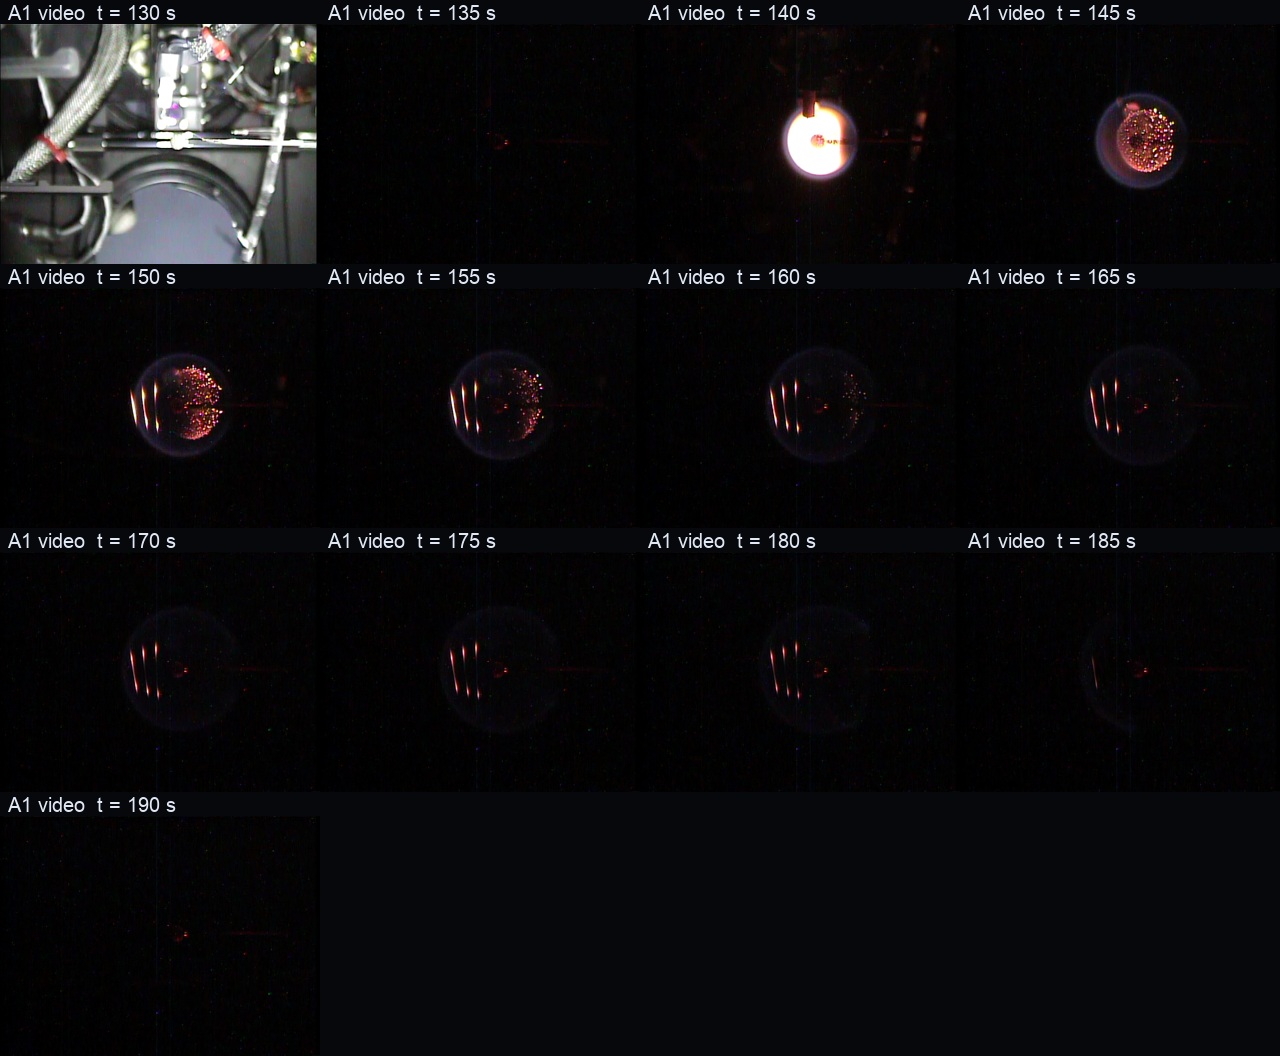 A1 video t = 130 s
A1 video t = 135 s
A1 video t = 140 s
A1 video t = 145 s
A1 video t = 150 s
A1 video t = 155 s
A1 video t = 160 s
A1 video t = 165 s
A1 video t = 170 s
A1 video t = 175 s
A1 video t = 180 s
A1 video t = 185 s
A1 video t = 190 s